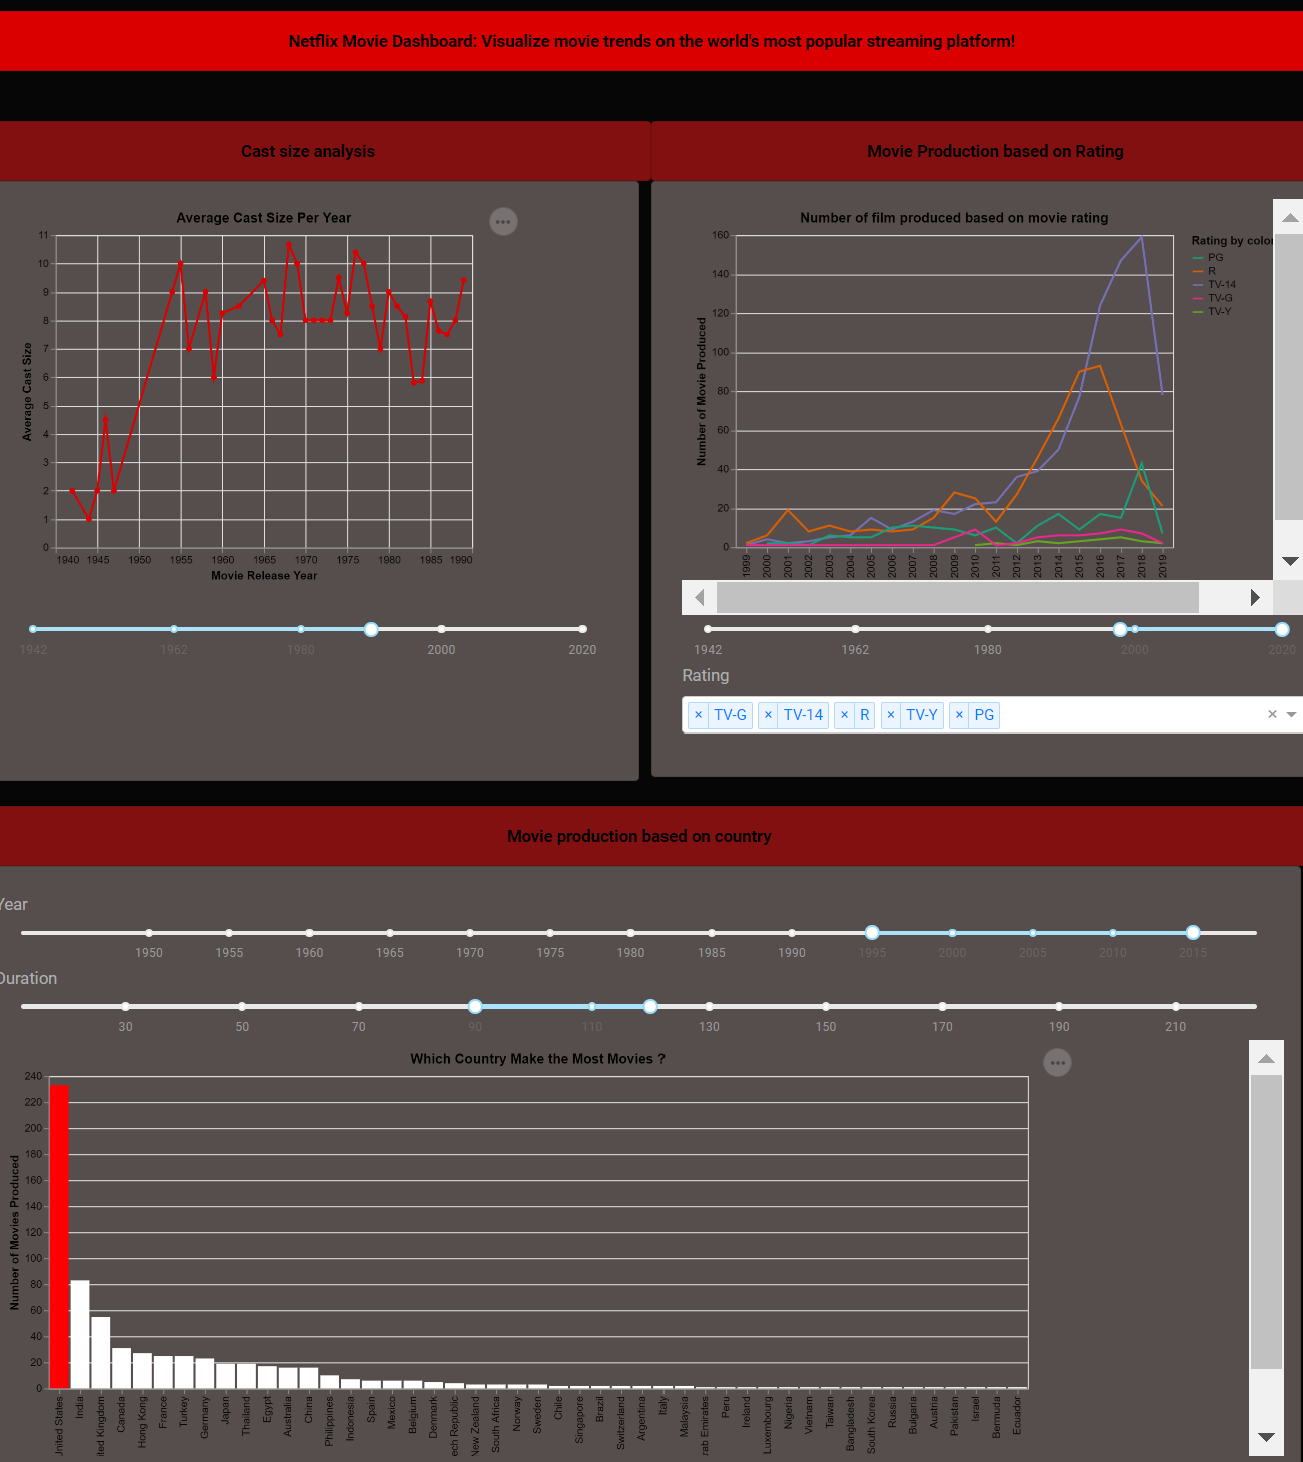 Netflix Movie Dashboard: Visualize movie trends on the world's most popular streaming platform!
Cast size analysis
Average Cast Size Per Year
11
10
9
8
7
6
5
4
3
2
1
0
Average Cast Size
1940 1945 1950 1955 1960 1965 1970 1975 1980 1985 1990
Movie Release Year
1942 1962 1980 2000 2020
Movie Production based on Rating
Number of film produced based on movie rating
160
140
120
100
80
60
40
20
0
Number of Movie Produced
1999 2000 2001 2002 2003 2004 2005 2006 2007 2008 2009 2010 2011 2012 2013 2014 2015 2016 2017 2018 2019
Rating by color
PG
R
TV-14
TV-G
TV-Y
1942 1962 1980 2000 2020
Rating
× TV-G × TV-14 × R × TV-Y × PG
Movie production based on country
Year
1950 1955 1960 1965 1970 1975 1980 1985 1990 1995 2000 2005 2010 2015
Duration
30 50 70 90 110 130 150 170 190 210
Which Country Make the Most Movies ?
240
220
200
180
160
140
120
100
80
60
40
20
0
Number of Movies Produced
United States
India
ited Kingdom
Canada
Hong Kong
France
Turkey
Germany
Japan
Thailand
Egypt
Australia
China
Philippines
Indonesia
Spain
Mexico
Belgium
Denmark
ech Republic
New Zealand
South Africa
Norway
Sweden
Chile
Singapore
Brazil
Switzerland
Argentina
Italy
Malaysia
rab Emirates
Peru
Ireland
Luxembourg
Nigeria
Vietnam
Taiwan
Bangladesh
South Korea
Russia
Bulgaria
Austria
Pakistan
Israel
Bermuda
Ecuador